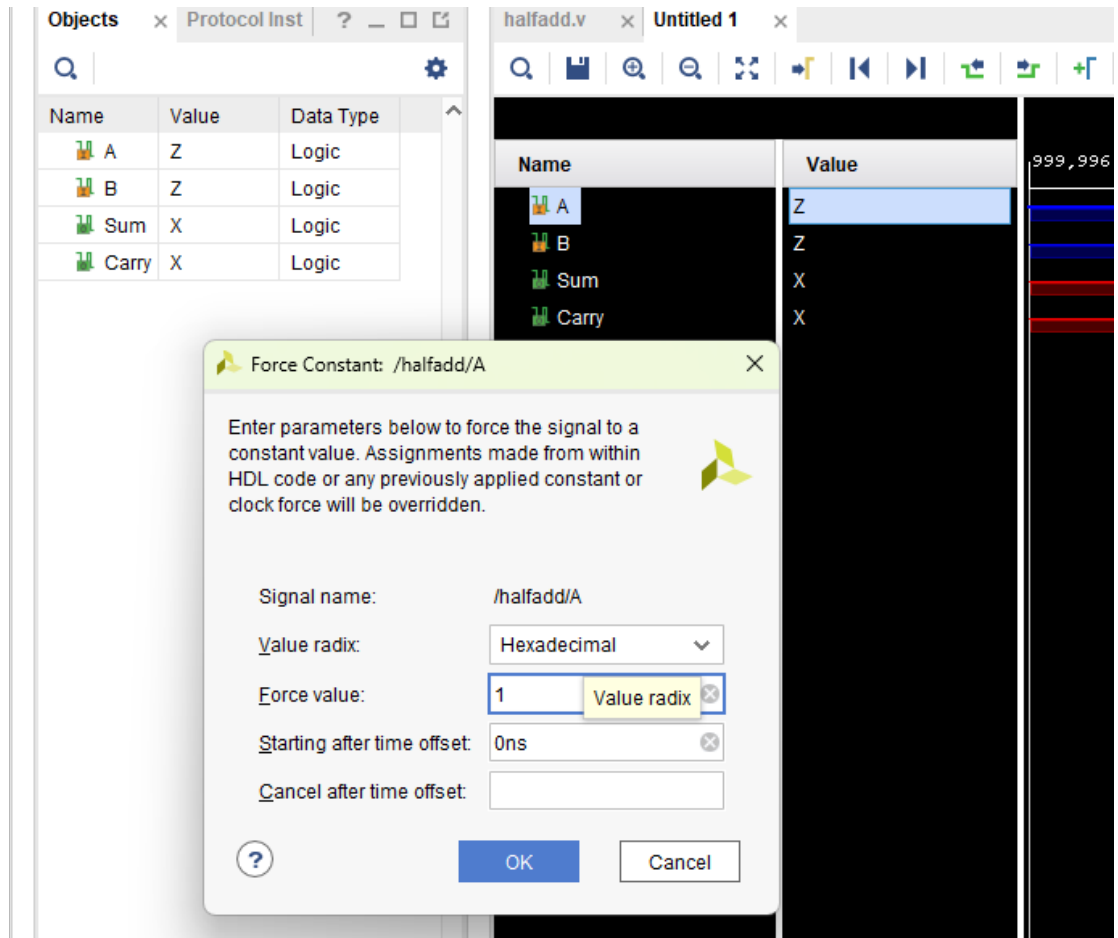 Objects × Protocol Inst ? halfadd.v × Untitled 1 ×
Name Value Data Type
A Z Logic
B Z Logic
Sum X Logic
Carry X Logic
Name Value 999,996
A Z
B Z
Sum X
Carry X
Force Constant: /halfadd/A
Enter parameters below to force the signal to a
constant value. Assignments made from within
HDL code or any previously applied constant or
clock force will be overridden.
Signal name: /halfadd/A
Value radix: Hexadecimal
Force value: 1 Value radix
Starting after time offset: 0ns
Cancel after time offset:
? OK Cancel